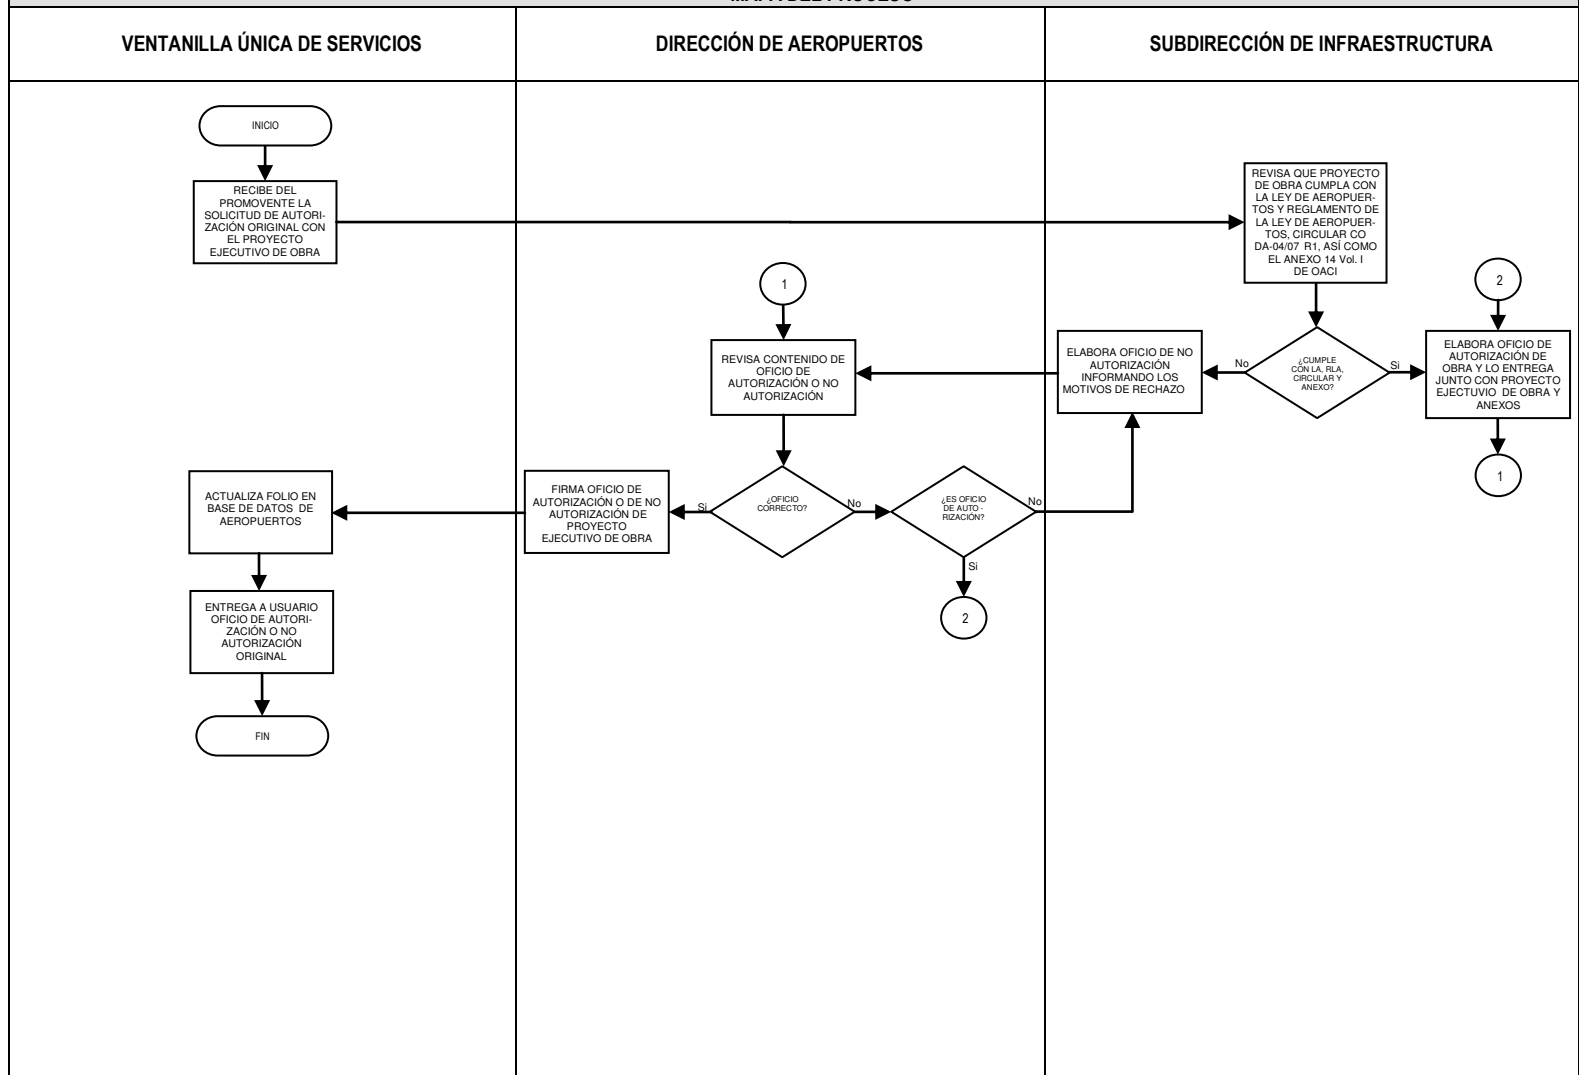 MAPA DEL PROCESO
VENTANILLA ÚNICA DE SERVICIOS
DIRECCIÓN DE AEROPUERTOS
SUBDIRECCIÓN DE INFRAESTRUCTURA
INICIO
RECIBE DEL
PROMOVENTE LA
SOLICITUD DE AUTORI-
ZACIÓN ORIGINAL CON
EL PROYECTO
EJECUTIVO DE OBRA
REVISA QUE PROYECTO
DE OBRA CUMPLA CON
LA LEY DE AEROPUER-
TOS Y REGLAMENTO DE
LA LEY DE AEROPUER-
TOS, CIRCULAR CO
DA-04/07 R1, ASÍ COMO
EL ANEXO 14 Vol. I
DE OACI
1
2
REVISA CONTENIDO DE
OFICIO DE
AUTORIZACIÓN O NO
AUTORIZACIÓN
ELABORA OFICIO DE NO
AUTORIZACIÓN
INFORMANDO LOS
MOTIVOS DE RECHAZO
No
¿CUMPLE
CON LA, RLA,
CIRCULAR Y
ANEXO?
Si
ELABORA OFICIO DE
AUTORIZACIÓN DE
OBRA Y LO ENTREGA
JUNTO CON PROYECTO
EJECTUVIO DE OBRA Y
ANEXOS
1
ACTUALIZA FOLIO EN
BASE DE DATOS DE
AEROPUERTOS
FIRMA OFICIO DE
AUTORIZACIÓN O DE NO
AUTORIZACIÓN DE
PROYECTO
EJECUTIVO DE OBRA
Si
¿OFICIO
CORRECTO?
No
¿ES OFICIO
DE AUTO -
RIZACIÓN?
No
Si
2
ENTREGA A USUARIO
OFICIO DE AUTORI-
ZACIÓN O NO
AUTORIZACIÓN
ORIGINAL
FIN